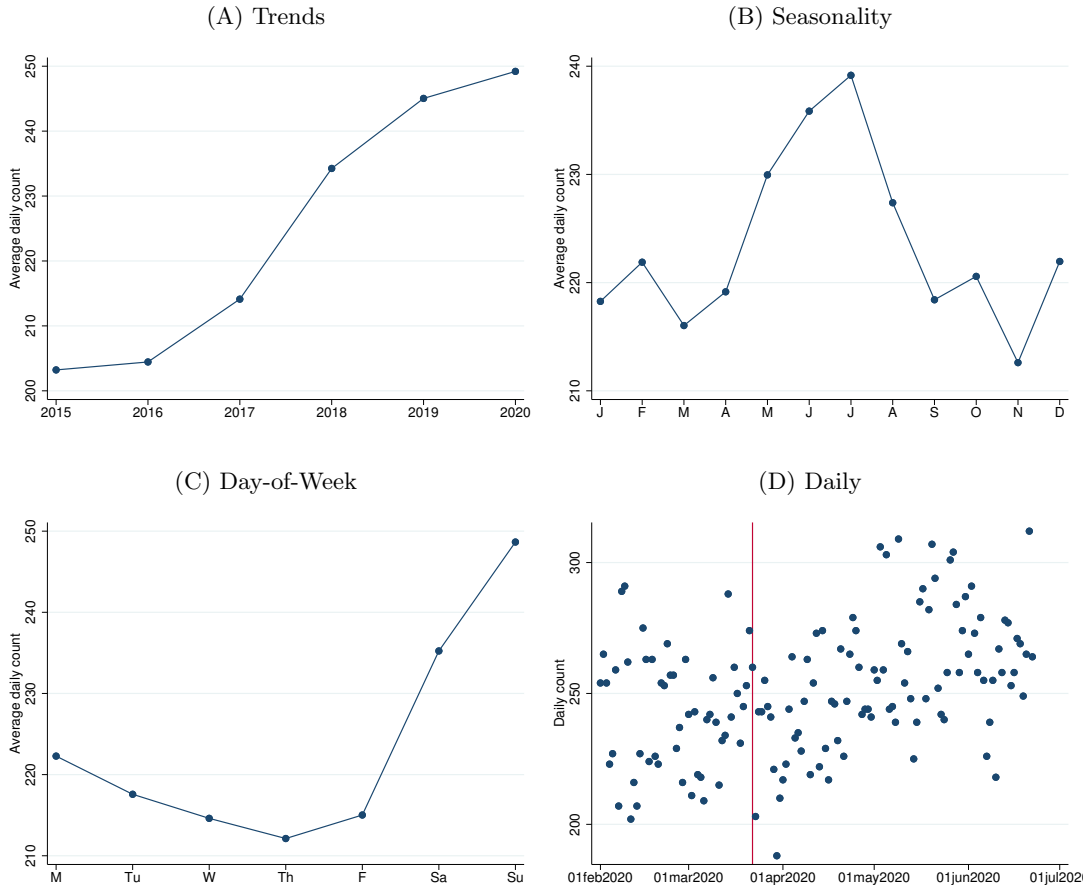 (A) Trends
Average daily count
250
240
230
220
210
200
2015 2016 2017 2018 2019 2020
(B) Seasonality
Average daily count
240
230
220
210
J F M A M J J A S O N D
(C) Day-of-Week
Average daily count
250
240
230
220
210
M Tu W Th F Sa Su
(D) Daily
Daily count
300
250
200
01feb2020 01mar2020 01apr2020 01may2020 01jun2020 01jul202